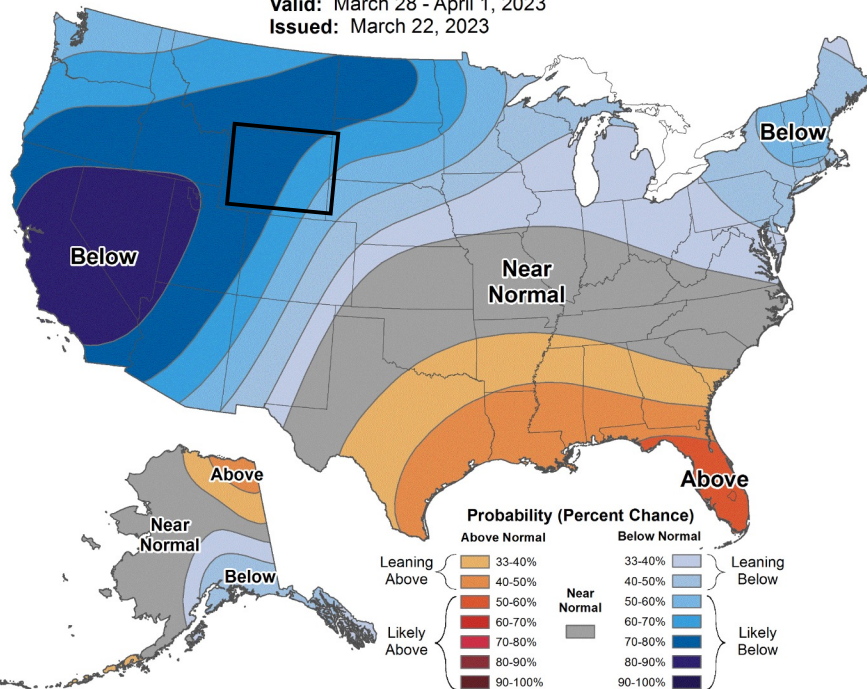 Valid: March 28 - April 1, 2023
Issued: March 22, 2023
Below
Below
Near
Normal
Above
Above
Near
Normal
Below
Probability (Percent Chance)
Above Normal
Below Normal
Leaning
Above
33-40%
40-50%
Likely
Above
50-60%
60-70%
70-80%
80-90%
90-100%
Near
Normal
33-40%
40-50%
Leaning
Below
50-60%
60-70%
70-80%
80-90%
90-100%
Likely
Below